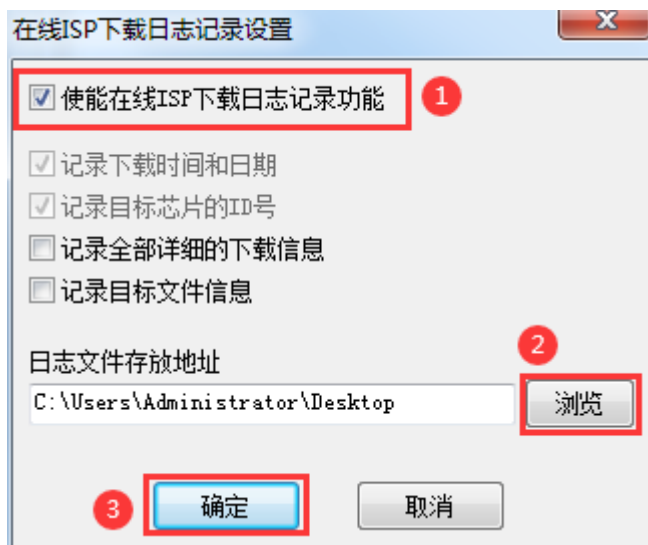 在线ISP下载日志记录设置
使能在线ISP下载日志记录功能 1
记录下载时间和日期
记录目标芯片的ID号
记录全部详细的下载信息
记录目标文件信息
日志文件存放地址
2
C:\Users\Administrator\Desktop 浏览
3 确定 取消